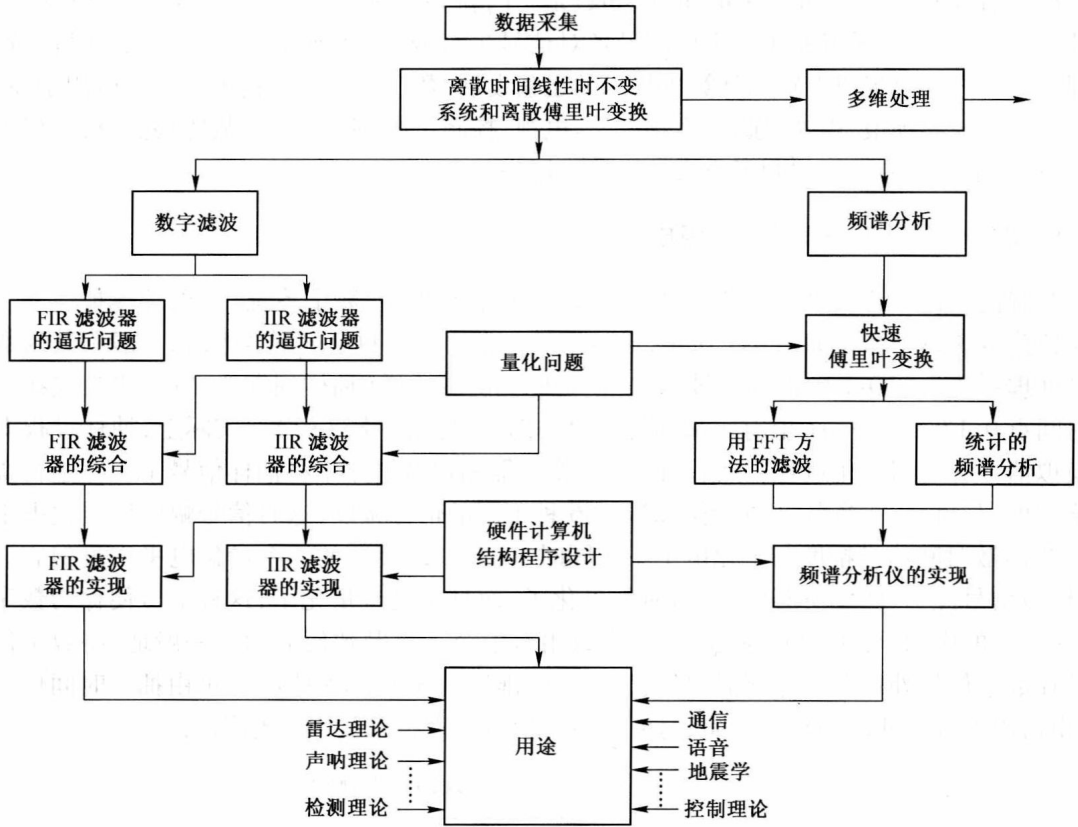 数据采集
离散时间线性时不变
系统和离散傅里叶变换
多维处理
数字滤波
频谱分析
FIR 滤波器
的逼近问题
IIR 滤波器
的逼近问题
量化问题
快速
傅里叶变换
FIR 滤波
器的综合
IIR 滤波
器的综合
用 FFT 方
法的滤波
统计的
频谱分析
硬件计算机
结构程序设计
FIR 滤波
器的实现
IIR 滤波
器的实现
频谱分析仪的实现
用途
雷达理论
声呐理论
检测理论
通信
语音
地震学
控制理论